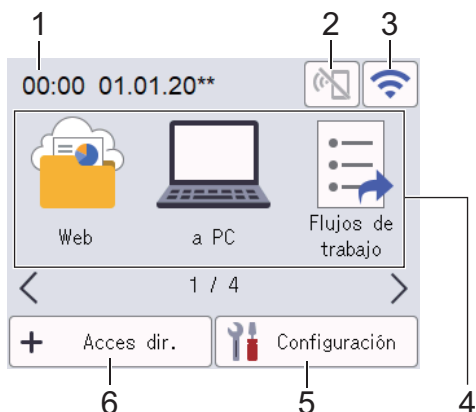 1 2 3
00:00 01.01.20**
Web a PC Flujos de
trabajo
1 / 4
+ Acces dir. Configuración
6 5 4